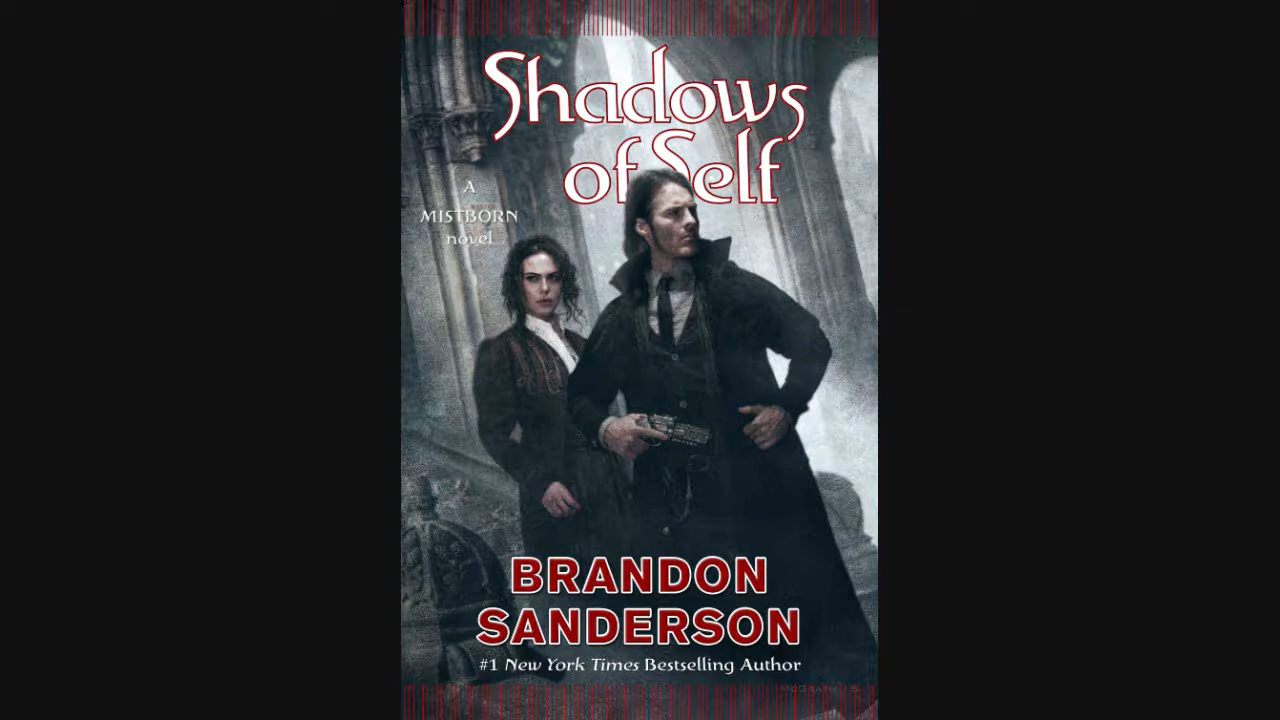 Shadows
of Self
A
MISTBORN
novel
BRANDON
SANDERSON
#1 New York Times Bestselling Author